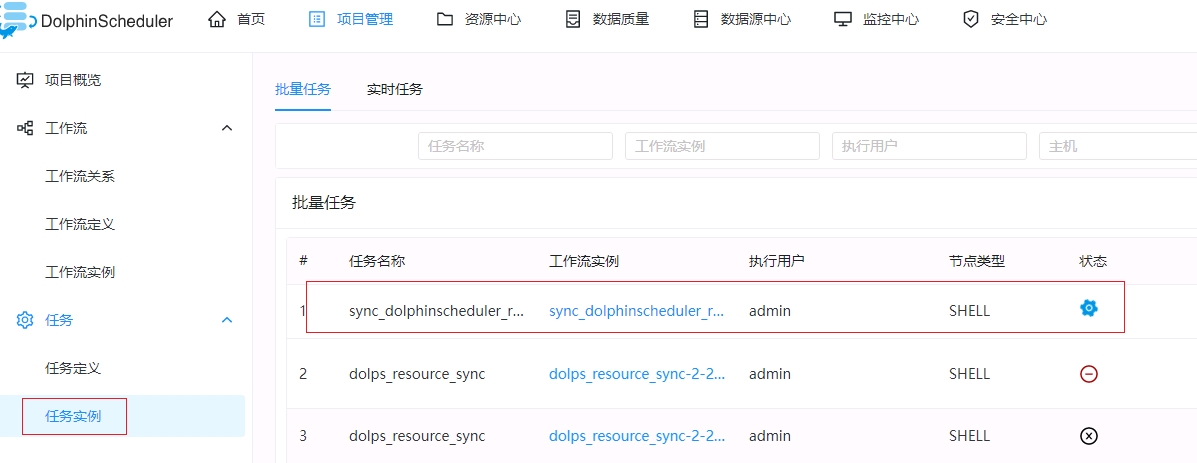 DolphinScheduler 首页 项目管理 资源中心 数据质量 数据源中心 监控中心 安全中心
项目概览
工作流
工作流关系
工作流定义
工作流实例
任务
任务定义
任务实例
批量任务 实时任务
任务名称 工作流实例 执行用户 主机
批量任务
# 任务名称 工作流实例 执行用户 节点类型 状态
1 sync_dolphinscheduler_r... sync_dolphinscheduler_r... admin SHELL
2 dolps_resource_sync dolps_resource_sync-2-2... admin SHELL
3 dolps_resource_sync dolps_resource_sync-2-2... admin SHELL